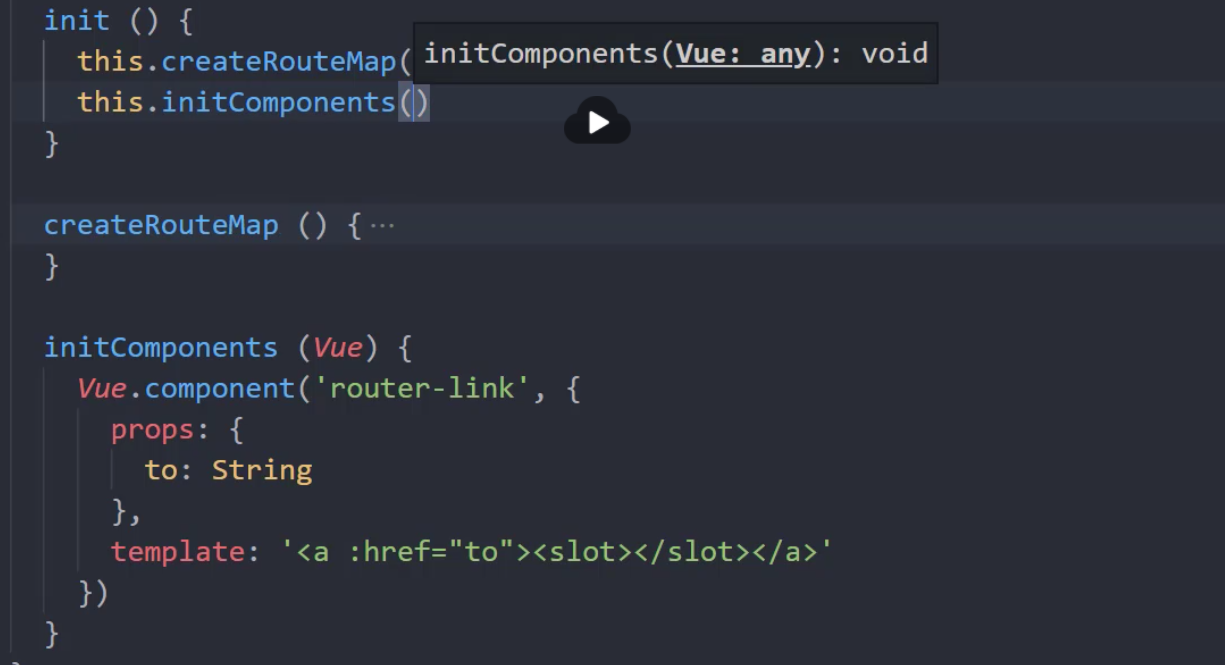 init () {
this.createRouteMap(
initComponents(Vue: any): void
this.initComponents()
}
createRouteMap () {···
}
initComponents (Vue) {
Vue.component('router-link', {
props: {
to: String
},
template: '<a :href="to"><slot></slot></a>'
})
}